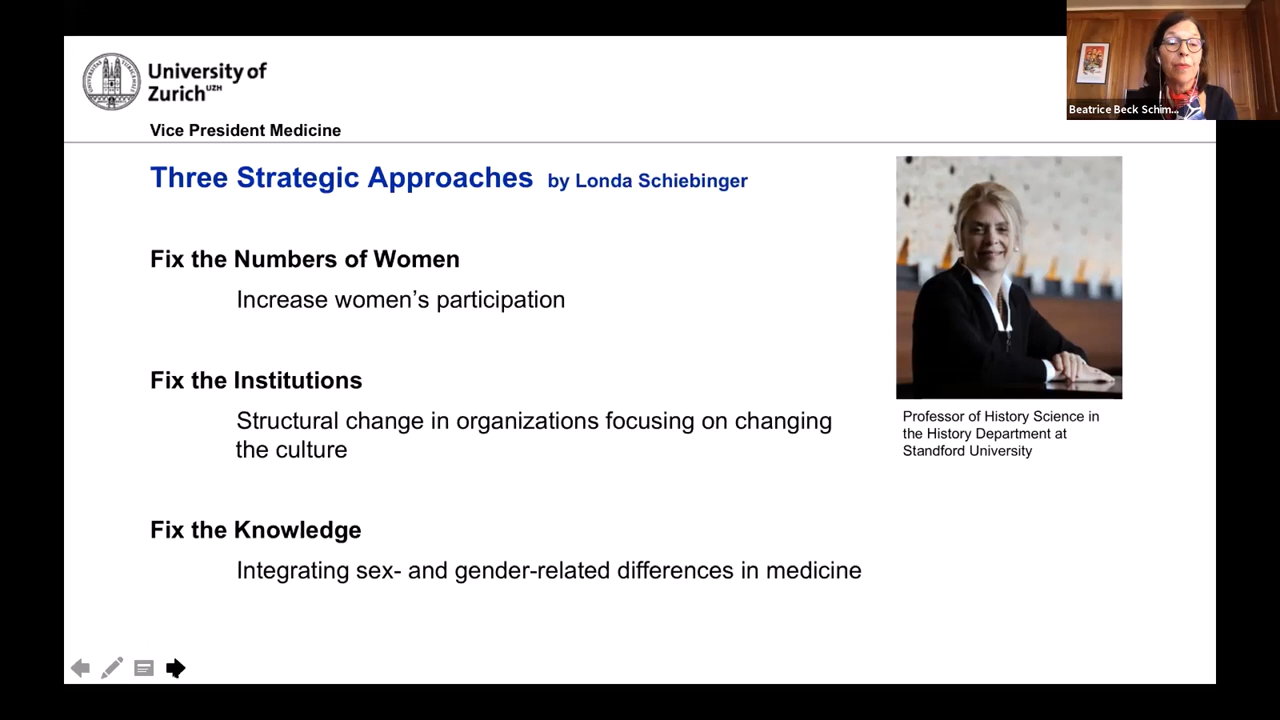 University of
Zurich UZH
Vice President Medicine
Three Strategic Approaches by Londa Schiebinger
Fix the Numbers of Women
Increase women's participation
Fix the Institutions
Structural change in organizations focusing on changing
the culture
Fix the Knowledge
Integrating sex- and gender-related differences in medicine
Professor of History Science in
the History Department at
Standford University
Beatrice Beck Schim...